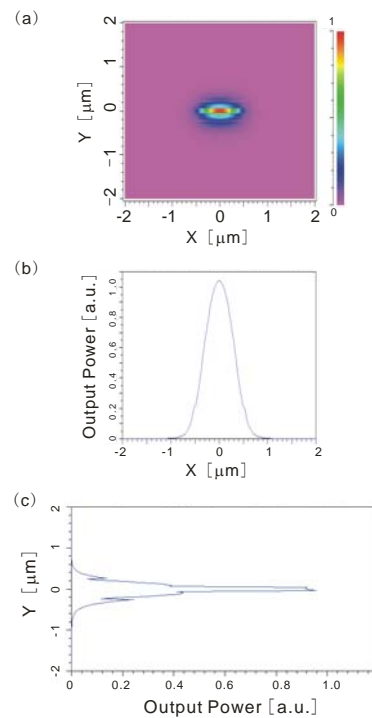 (a)
2
1
0
-1
-2
Y [μm]
-2 -1 0 1 2
X [μm]
1
0
(b)
Output Power [a.u.]
1.0
0.8
0.6
0.4
0.2
0
-2 -1 0 1 2
X [μm]
(c)
2
1
0
-1
-2
Y [μm]
0 0.2 0.4 0.6 0.8 1.0
Output Power [a.u.]